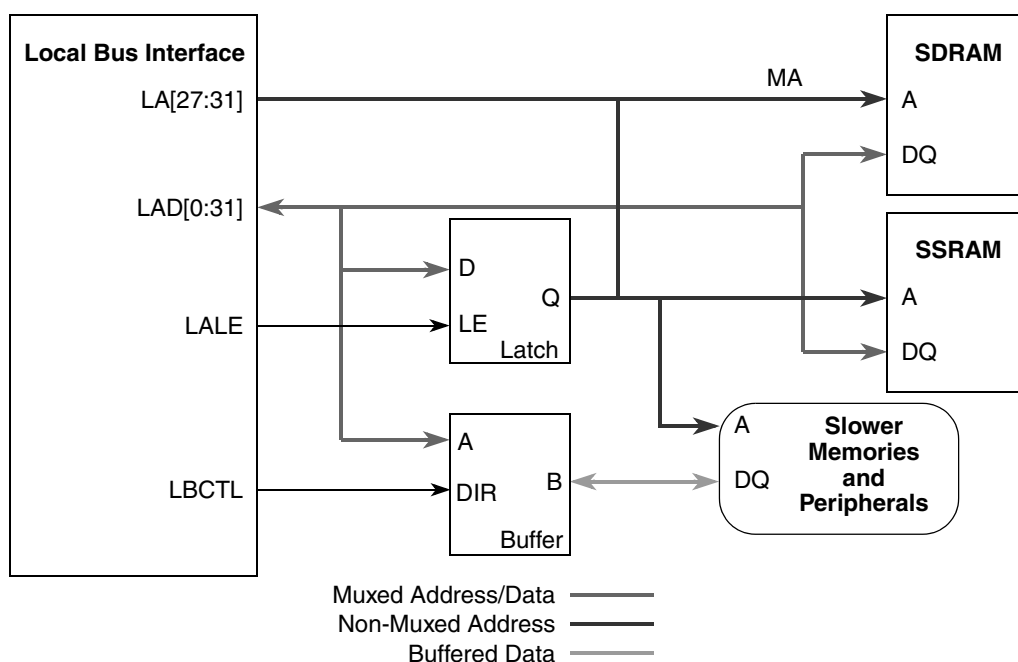 Local Bus Interface
LA[27:31]
LAD[0:31]
LALE
LBCTL
MA
SDRAM
A
DQ
SSRAM
A
DQ
D
Q
LE
Latch
A
B
DIR
Buffer
A
DQ
Slower
Memories
and
Peripherals
Muxed Address/Data
Non-Muxed Address
Buffered Data